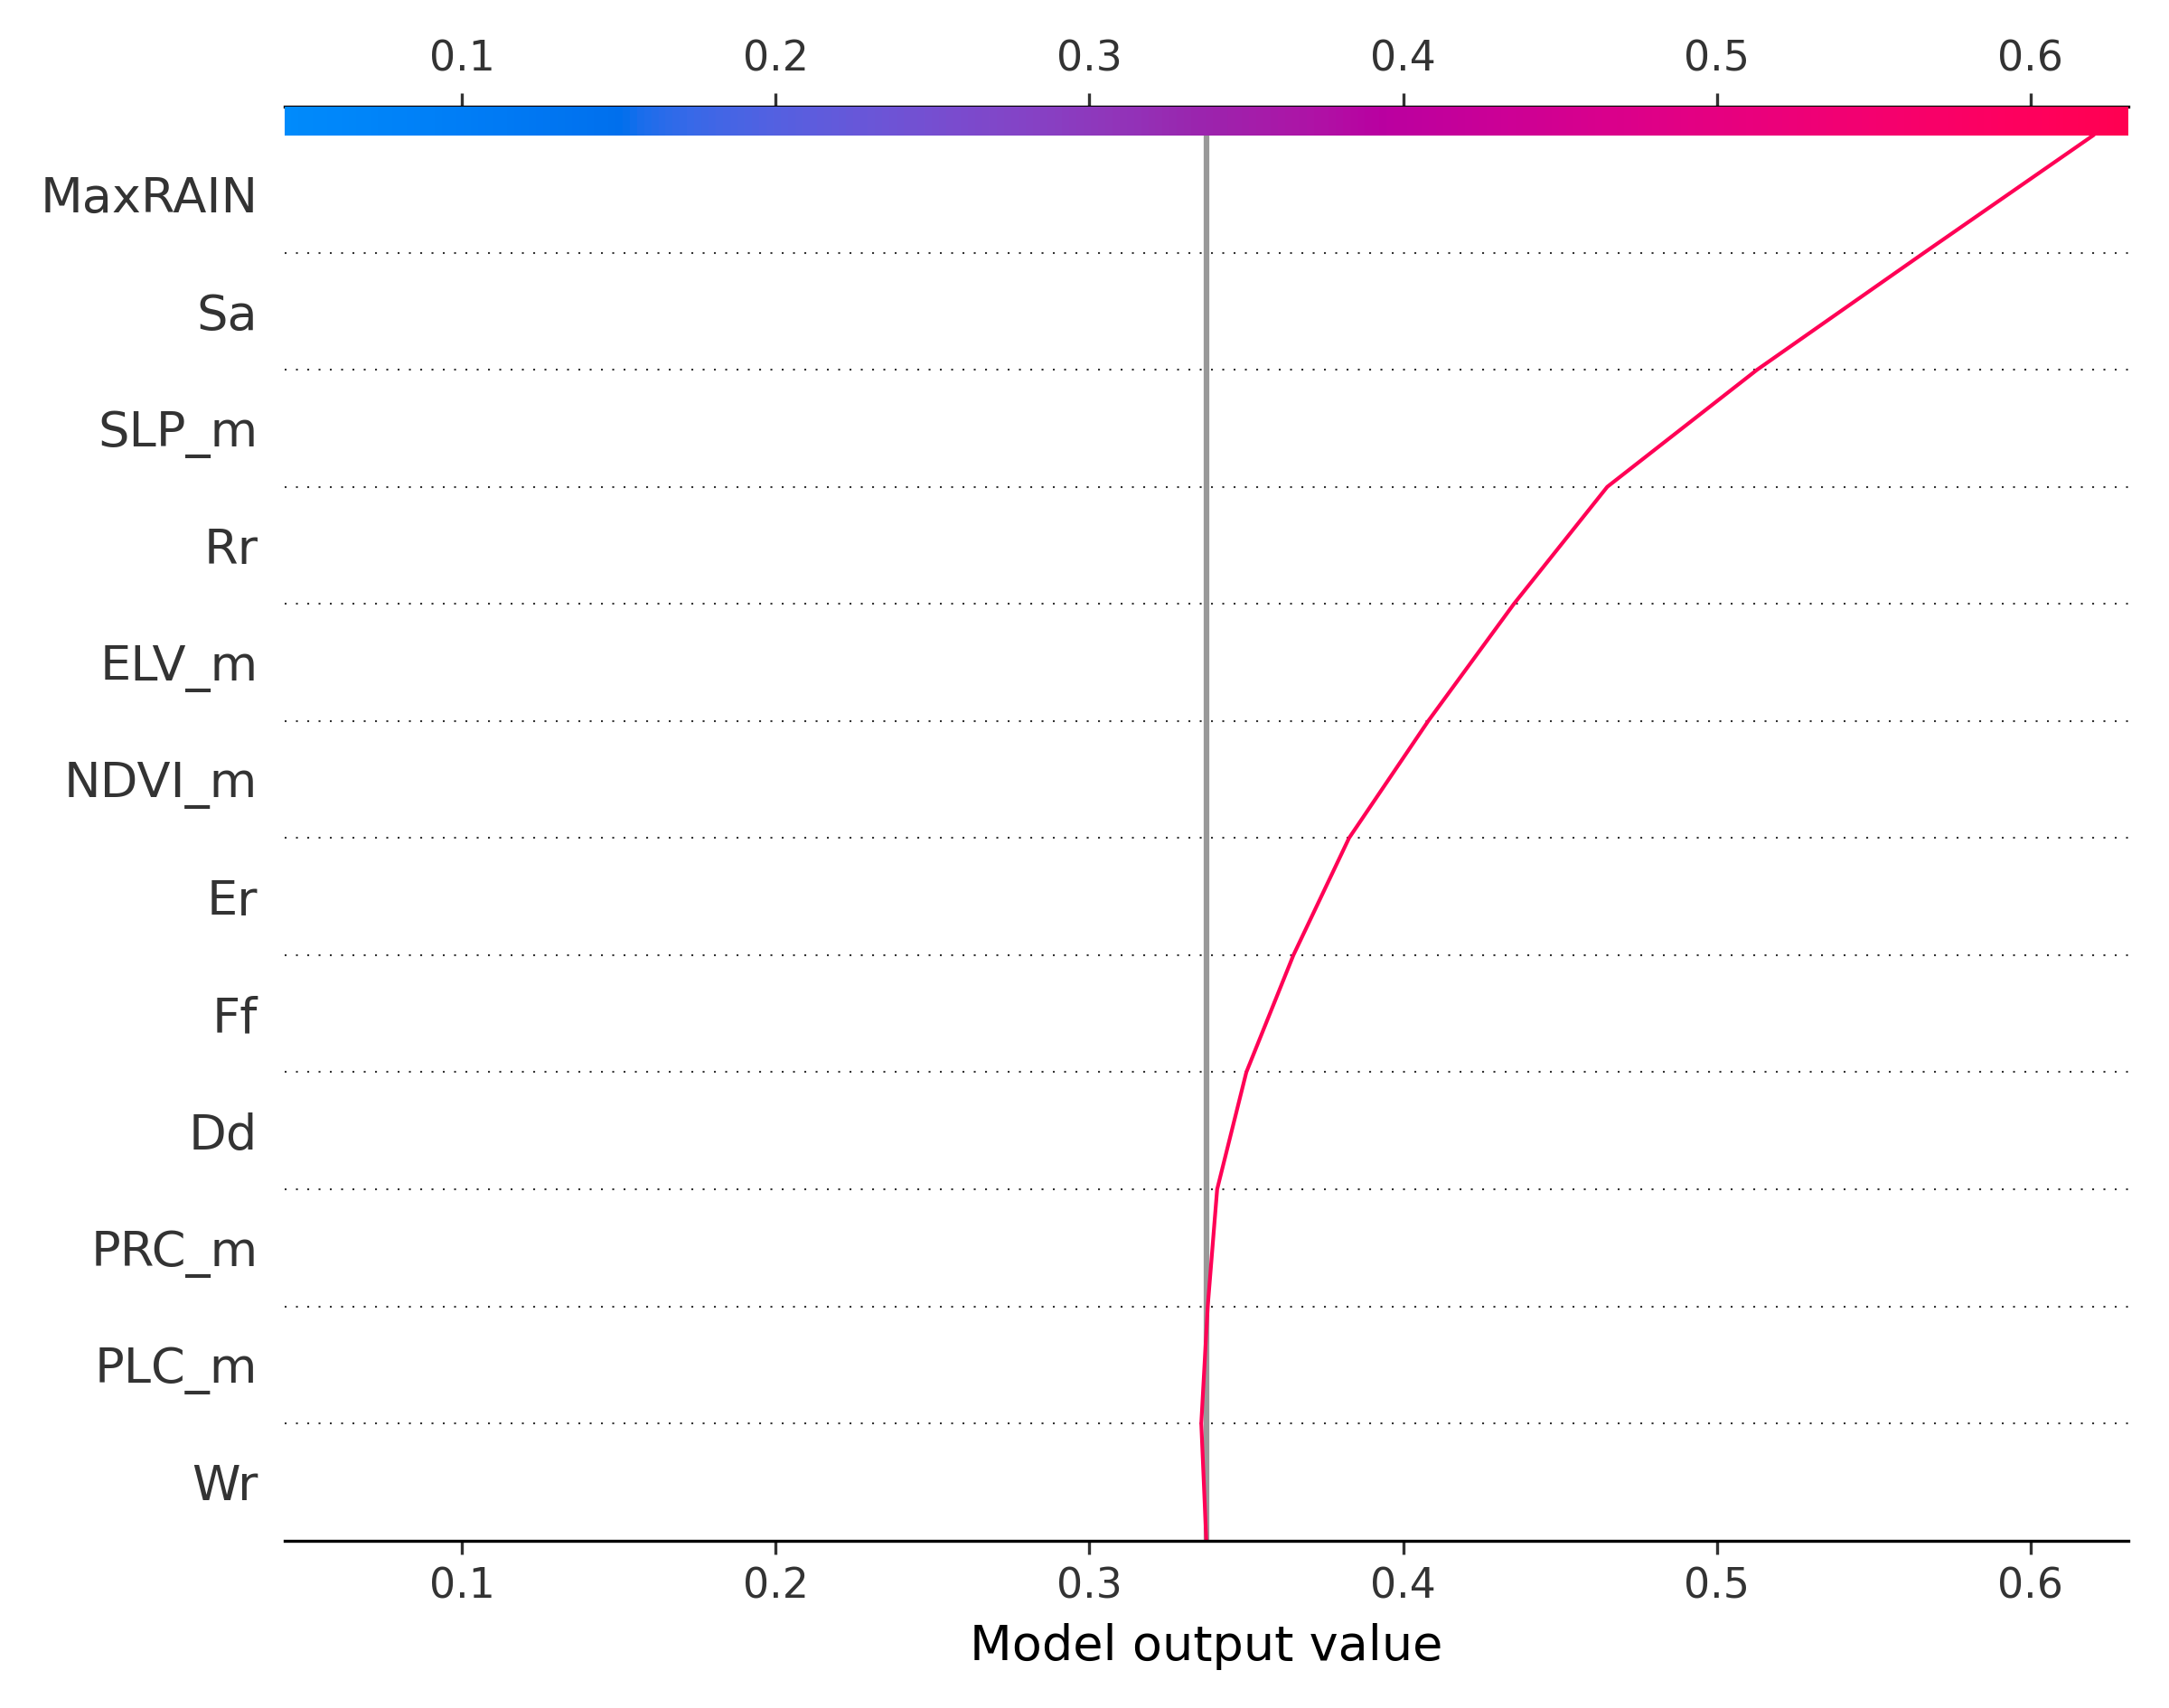 0.1 0.2 0.3 0.4 0.5 0.6
MaxRAIN
Sa
SLP_m
Rr
ELV_m
NDVI_m
Er
Ff
Dd
PRC_m
PLC_m
Wr
0.1 0.2 0.3 0.4 0.5 0.6
Model output value